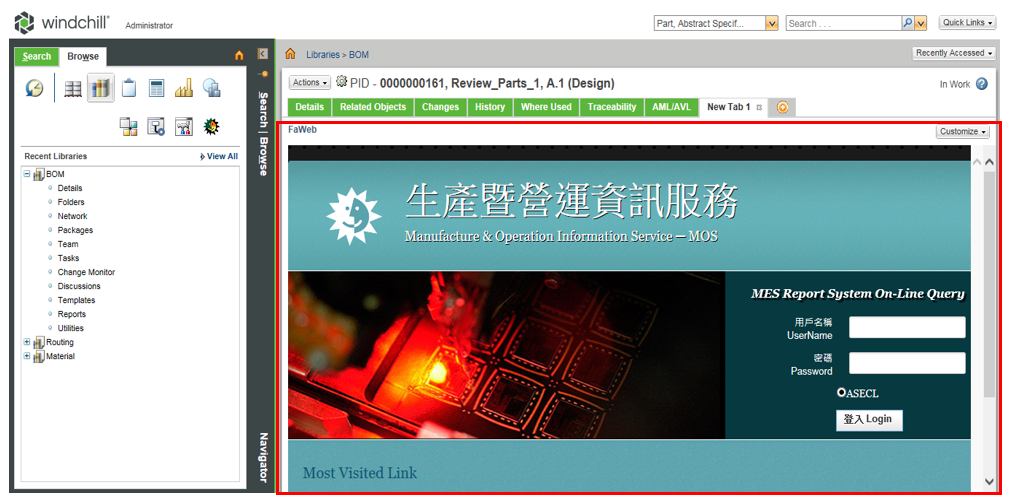 windchill®
Administrator
Part, Abstract Specif...
Search . . .
Quick Links
Search
Browse
Recent Libraries
View All
BOM
Details
Folders
Network
Packages
Team
Tasks
Change Monitor
Discussions
Templates
Reports
Utilities
Routing
Material
Search | Browse
Navigator
Libraries > BOM
Recently Accessed
Actions
PID - 0000000161, Review_Parts_1, A.1 (Design)
In Work
Details
Related Objects
Changes
History
Where Used
Traceability
AML/AVL
New Tab 1
FaWeb
Customize
生產暨營運資訊服務
Manufacture & Operation Information Service — MOS
MES Report System On-Line Query
用戶名稱
UserName
密碼
Password
ASECL
登入 Login
Most Visited Link